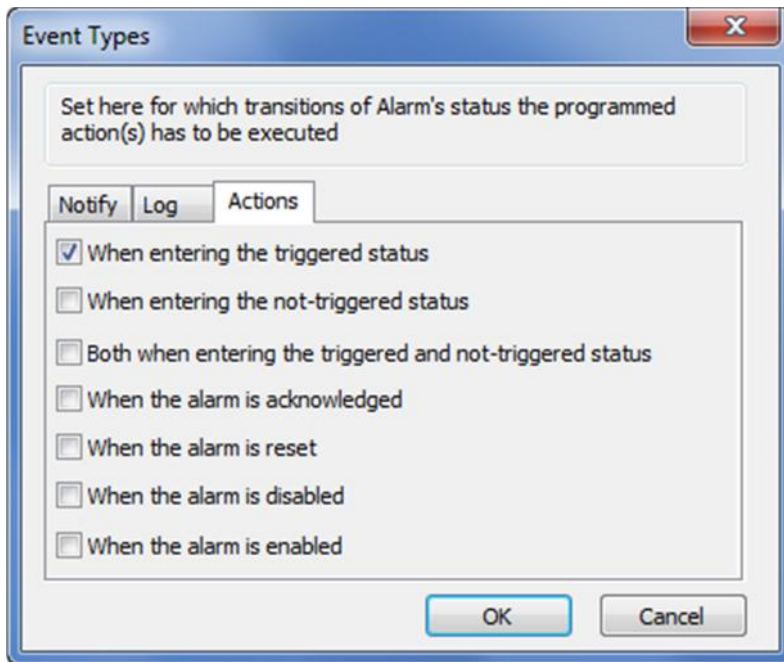 Event Types
Set here for which transitions of Alarm's status the programmed
action(s) has to be executed
Notify Log Actions
When entering the triggered status
When entering the not-triggered status
Both when entering the triggered and not-triggered status
When the alarm is acknowledged
When the alarm is reset
When the alarm is disabled
When the alarm is enabled
OK Cancel